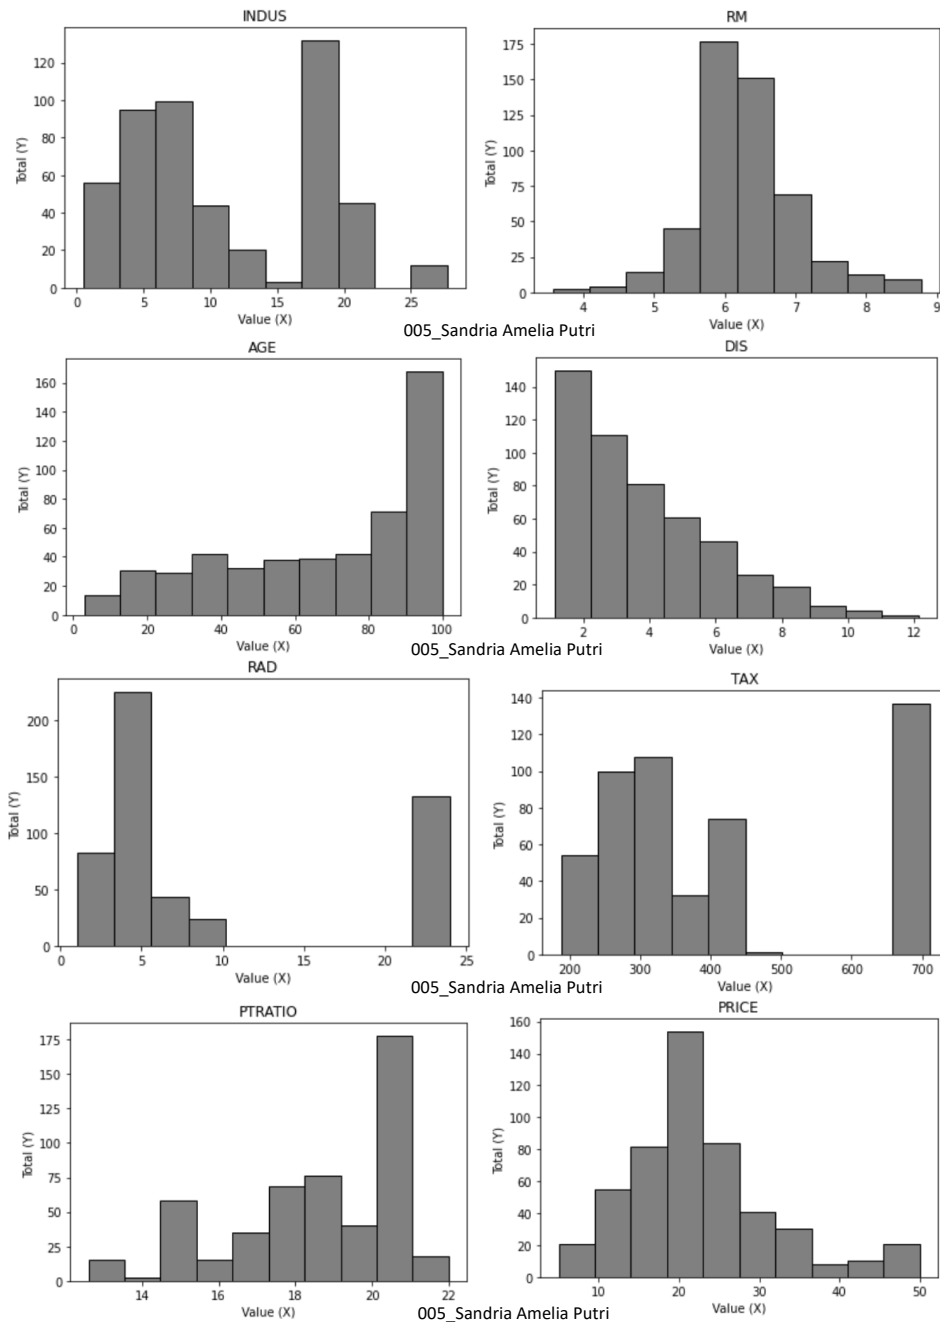 INDUS
Total (Y)
120
100
80
60
40
20
0
0 5 10 15 20 25
Value (X)
RM
Total (Y)
175
150
125
100
75
50
25
0
4 5 6 7 8 9
Value (X)
005_Sandria Amelia Putri
AGE
Total (Y)
160
140
120
100
80
60
40
20
0
0 20 40 60 80 100
Value (X)
DIS
Total (Y)
140
120
100
80
60
40
20
0
2 4 6 8 10 12
Value (X)
005_Sandria Amelia Putri
RAD
Total (Y)
200
150
100
50
0
0 5 10 15 20 25
Value (X)
TAX
Total (Y)
140
120
100
80
60
40
20
0
200 300 400 500 600 700
Value (X)
005_Sandria Amelia Putri
PTRATIO
Total (Y)
175
150
125
100
75
50
25
0
14 16 18 20 22
Value (X)
PRICE
Total (Y)
160
140
120
100
80
60
40
20
0
10 20 30 40 50
Value (X)
005_Sandria Amelia Putri